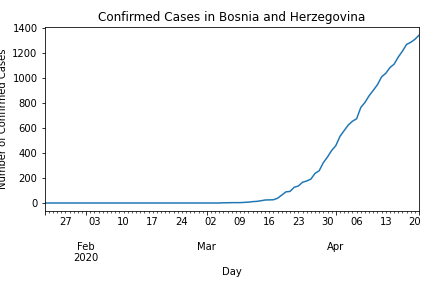 Confirmed Cases in Bosnia and Herzegovina
1400
1200
1000
800
600
400
200
0
Number of Confirmed Cases
27 03 10 17 24 02 09 16 23 30 06 13 20
Feb Mar Apr
2020
Day